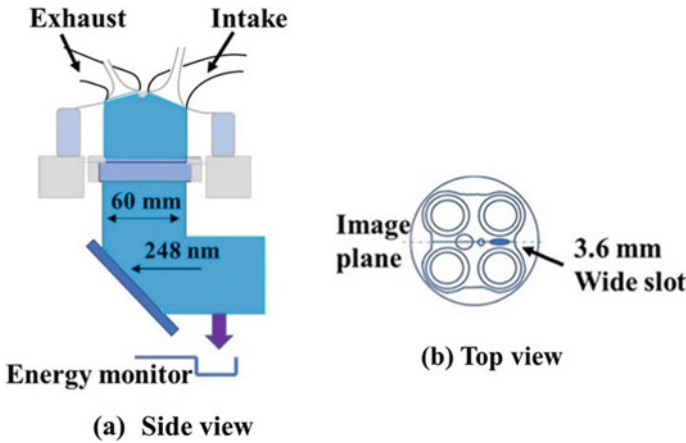 Exhaust
Intake
60 mm
248 nm
Energy monitor
(a) Side view
Image
plane
3.6 mm
Wide slot
(b) Top view